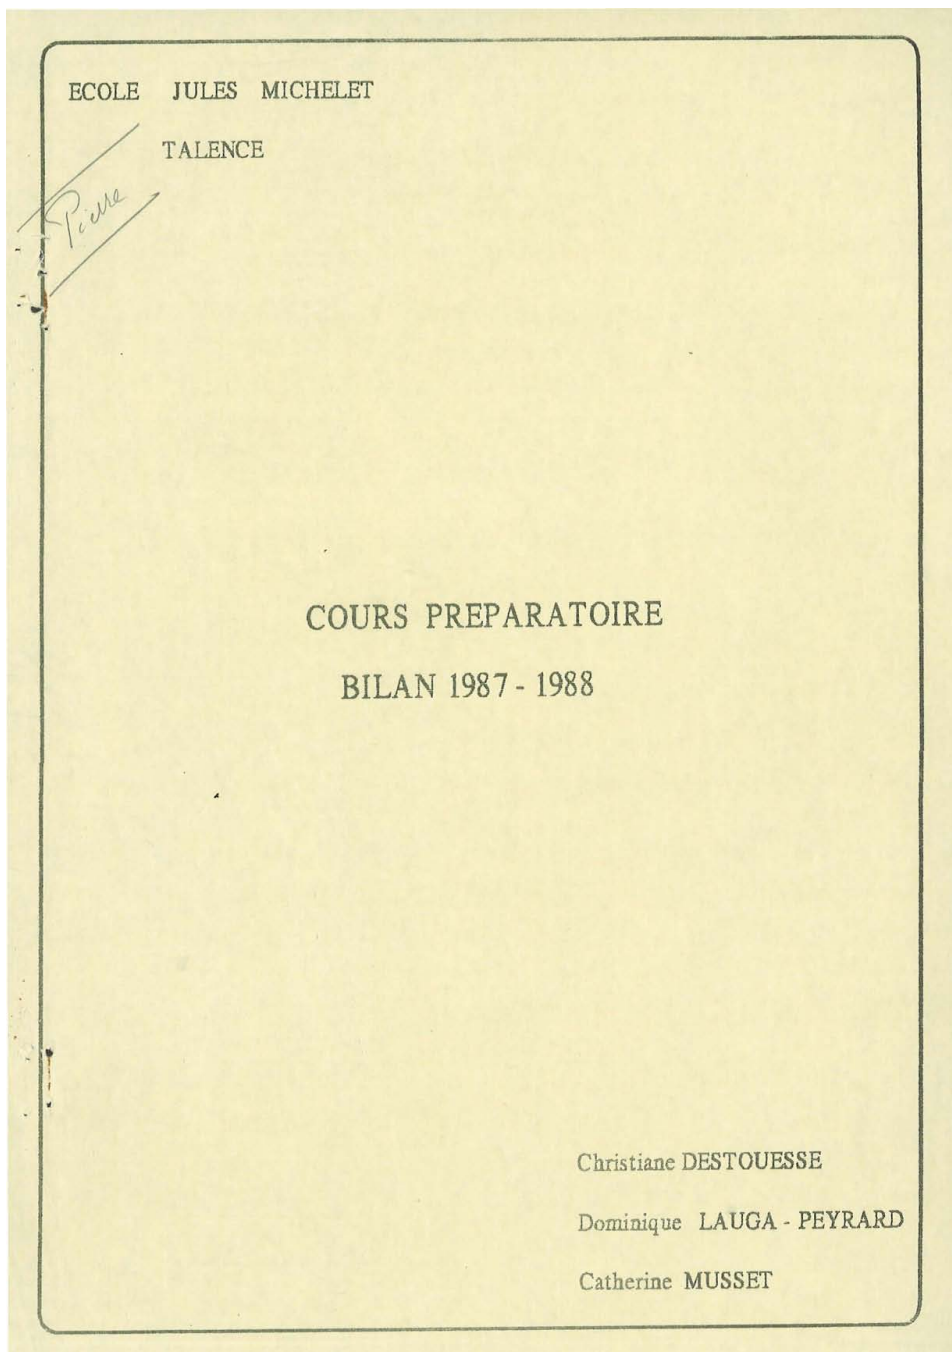 ECOLE JULES MICHELET
TALENCE
Pierre
COURS PREPARATOIRE
BILAN 1987 - 1988
Christiane DESTOUESSE
Dominique LAUGA - PEYRARD
Catherine MUSSET